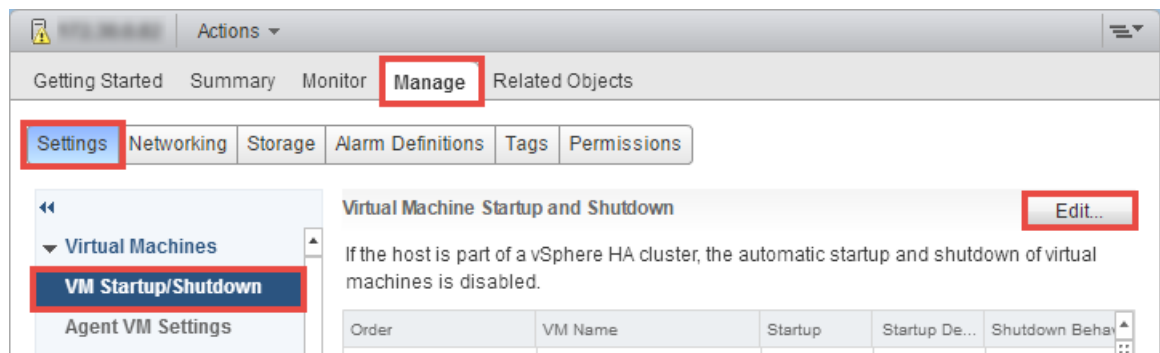 Actions
Getting Started Summary Monitor Manage Related Objects
Settings Networking Storage Alarm Definitions Tags Permissions
Virtual Machine Startup and Shutdown Edit...
Virtual Machines
If the host is part of a vSphere HA cluster, the automatic startup and shutdown of virtual
machines is disabled.
VM Startup/Shutdown
Agent VM Settings
Order VM Name Startup Startup De... Shutdown Behav